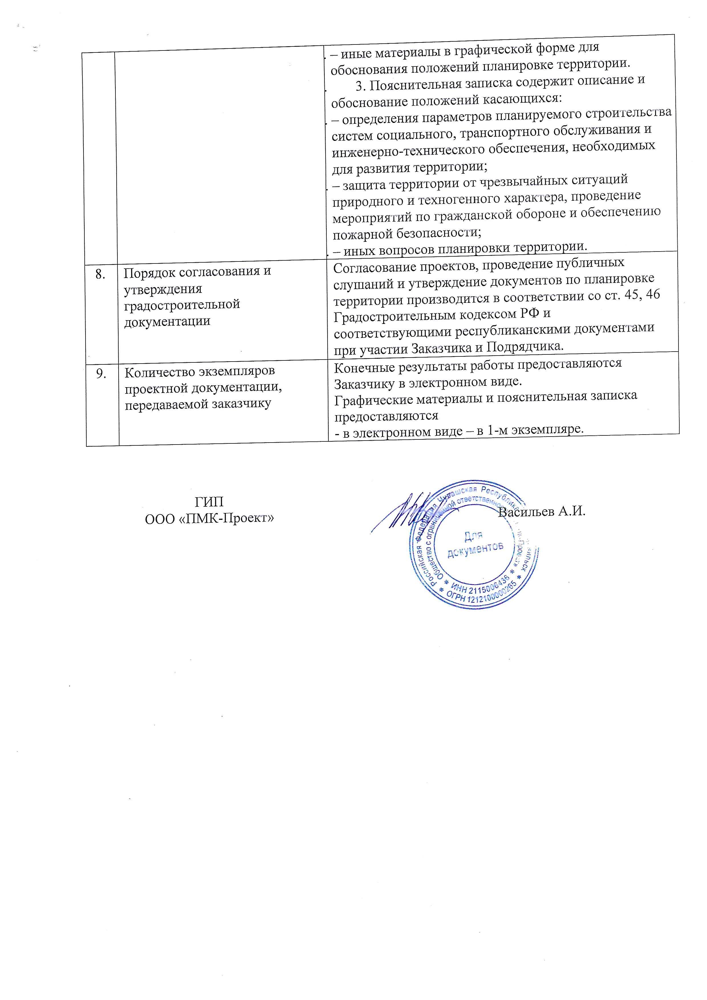 – иные материалы в графической форме для
обоснования положений планировке территории.
3. Пояснительная записка содержит описание и
обоснование положений касающихся:
– определения параметров планируемого строительства
систем социального, транспортного обслуживания и
инженерно-технического обеспечения, необходимых
для развития территории;
– защита территории от чрезвычайных ситуаций
природного и техногенного характера, проведение
мероприятий по гражданской обороне и обеспечению
пожарной безопасности;
– иных вопросов планировки территории.
8.
Порядок согласования и
утверждения
градостроительной
документации
Согласование проектов, проведение публичных
слушаний и утверждение документов по планировке
территории производится в соответствии со ст. 45, 46
Градостроительным кодексом РФ и
соответствующими республиканскими документами
при участии Заказчика и Подрядчика.
9.
Количество экземпляров
проектной документации,
передаваемой заказчику
Конечные результаты работы предоставляются
Заказчику в электронном виде.
Графические материалы и пояснительная записка
предоставляются
- в электронном виде – в 1-м экземпляре.
ГИП
ООО «ПМК-Проект»
Васильев А.И.
Российская Федерация Чувашская Республика
Общество с ограниченной
Для
документов
* ИНН 2115006436 *
* ОГРН 1212100000265 *